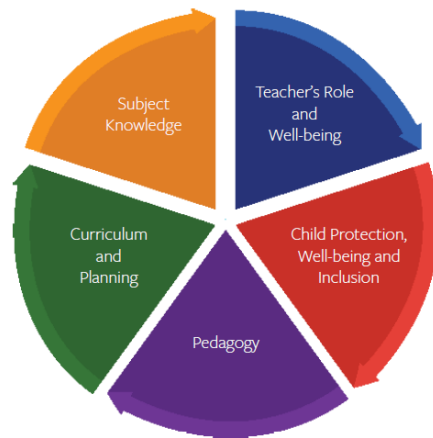 Subject
Knowledge
Teacher's Role
and
Well-being
Curriculum
and
Planning
Child Protection,
Well-being and
Inclusion
Pedagogy